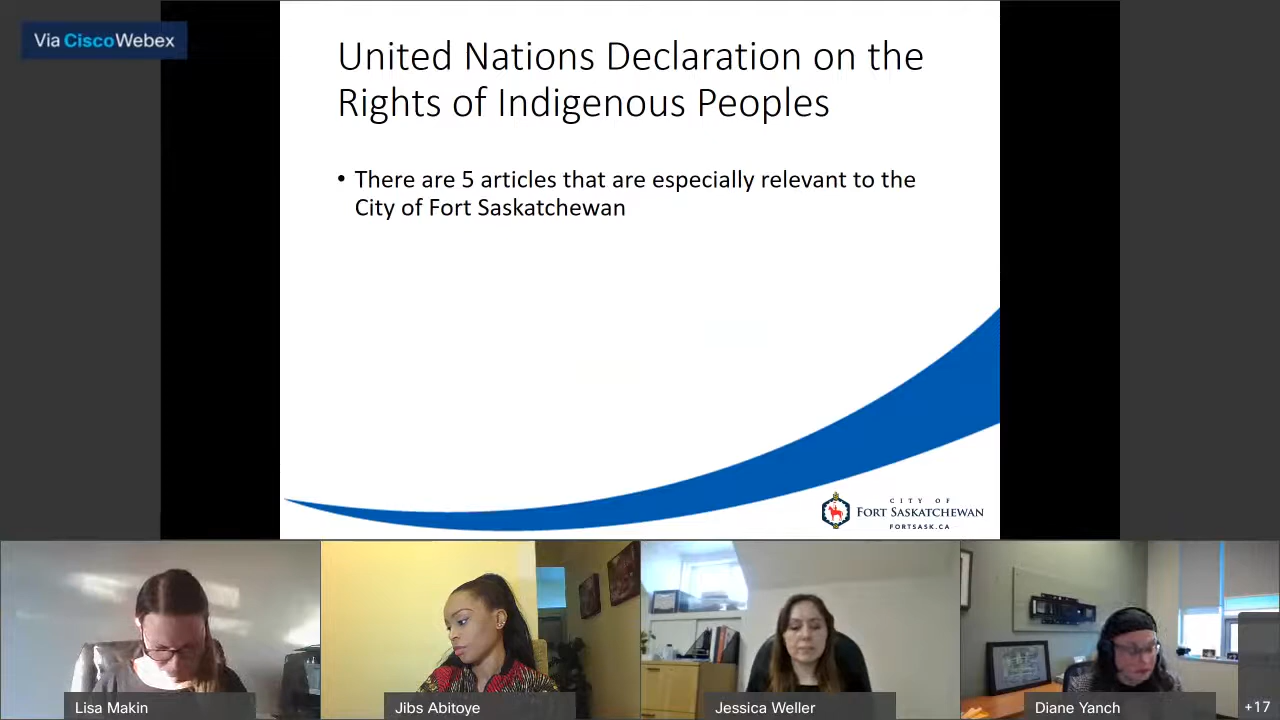 Via CiscoWebex
United Nations Declaration on the
Rights of Indigenous Peoples
• There are 5 articles that are especially relevant to the
City of Fort Saskatchewan
CITY OF
FORT SASKATCHEWAN
FORTSASK.CA
Lisa Makin
Jibs Abitoye
Jessica Weller
Diane Yanch
+17